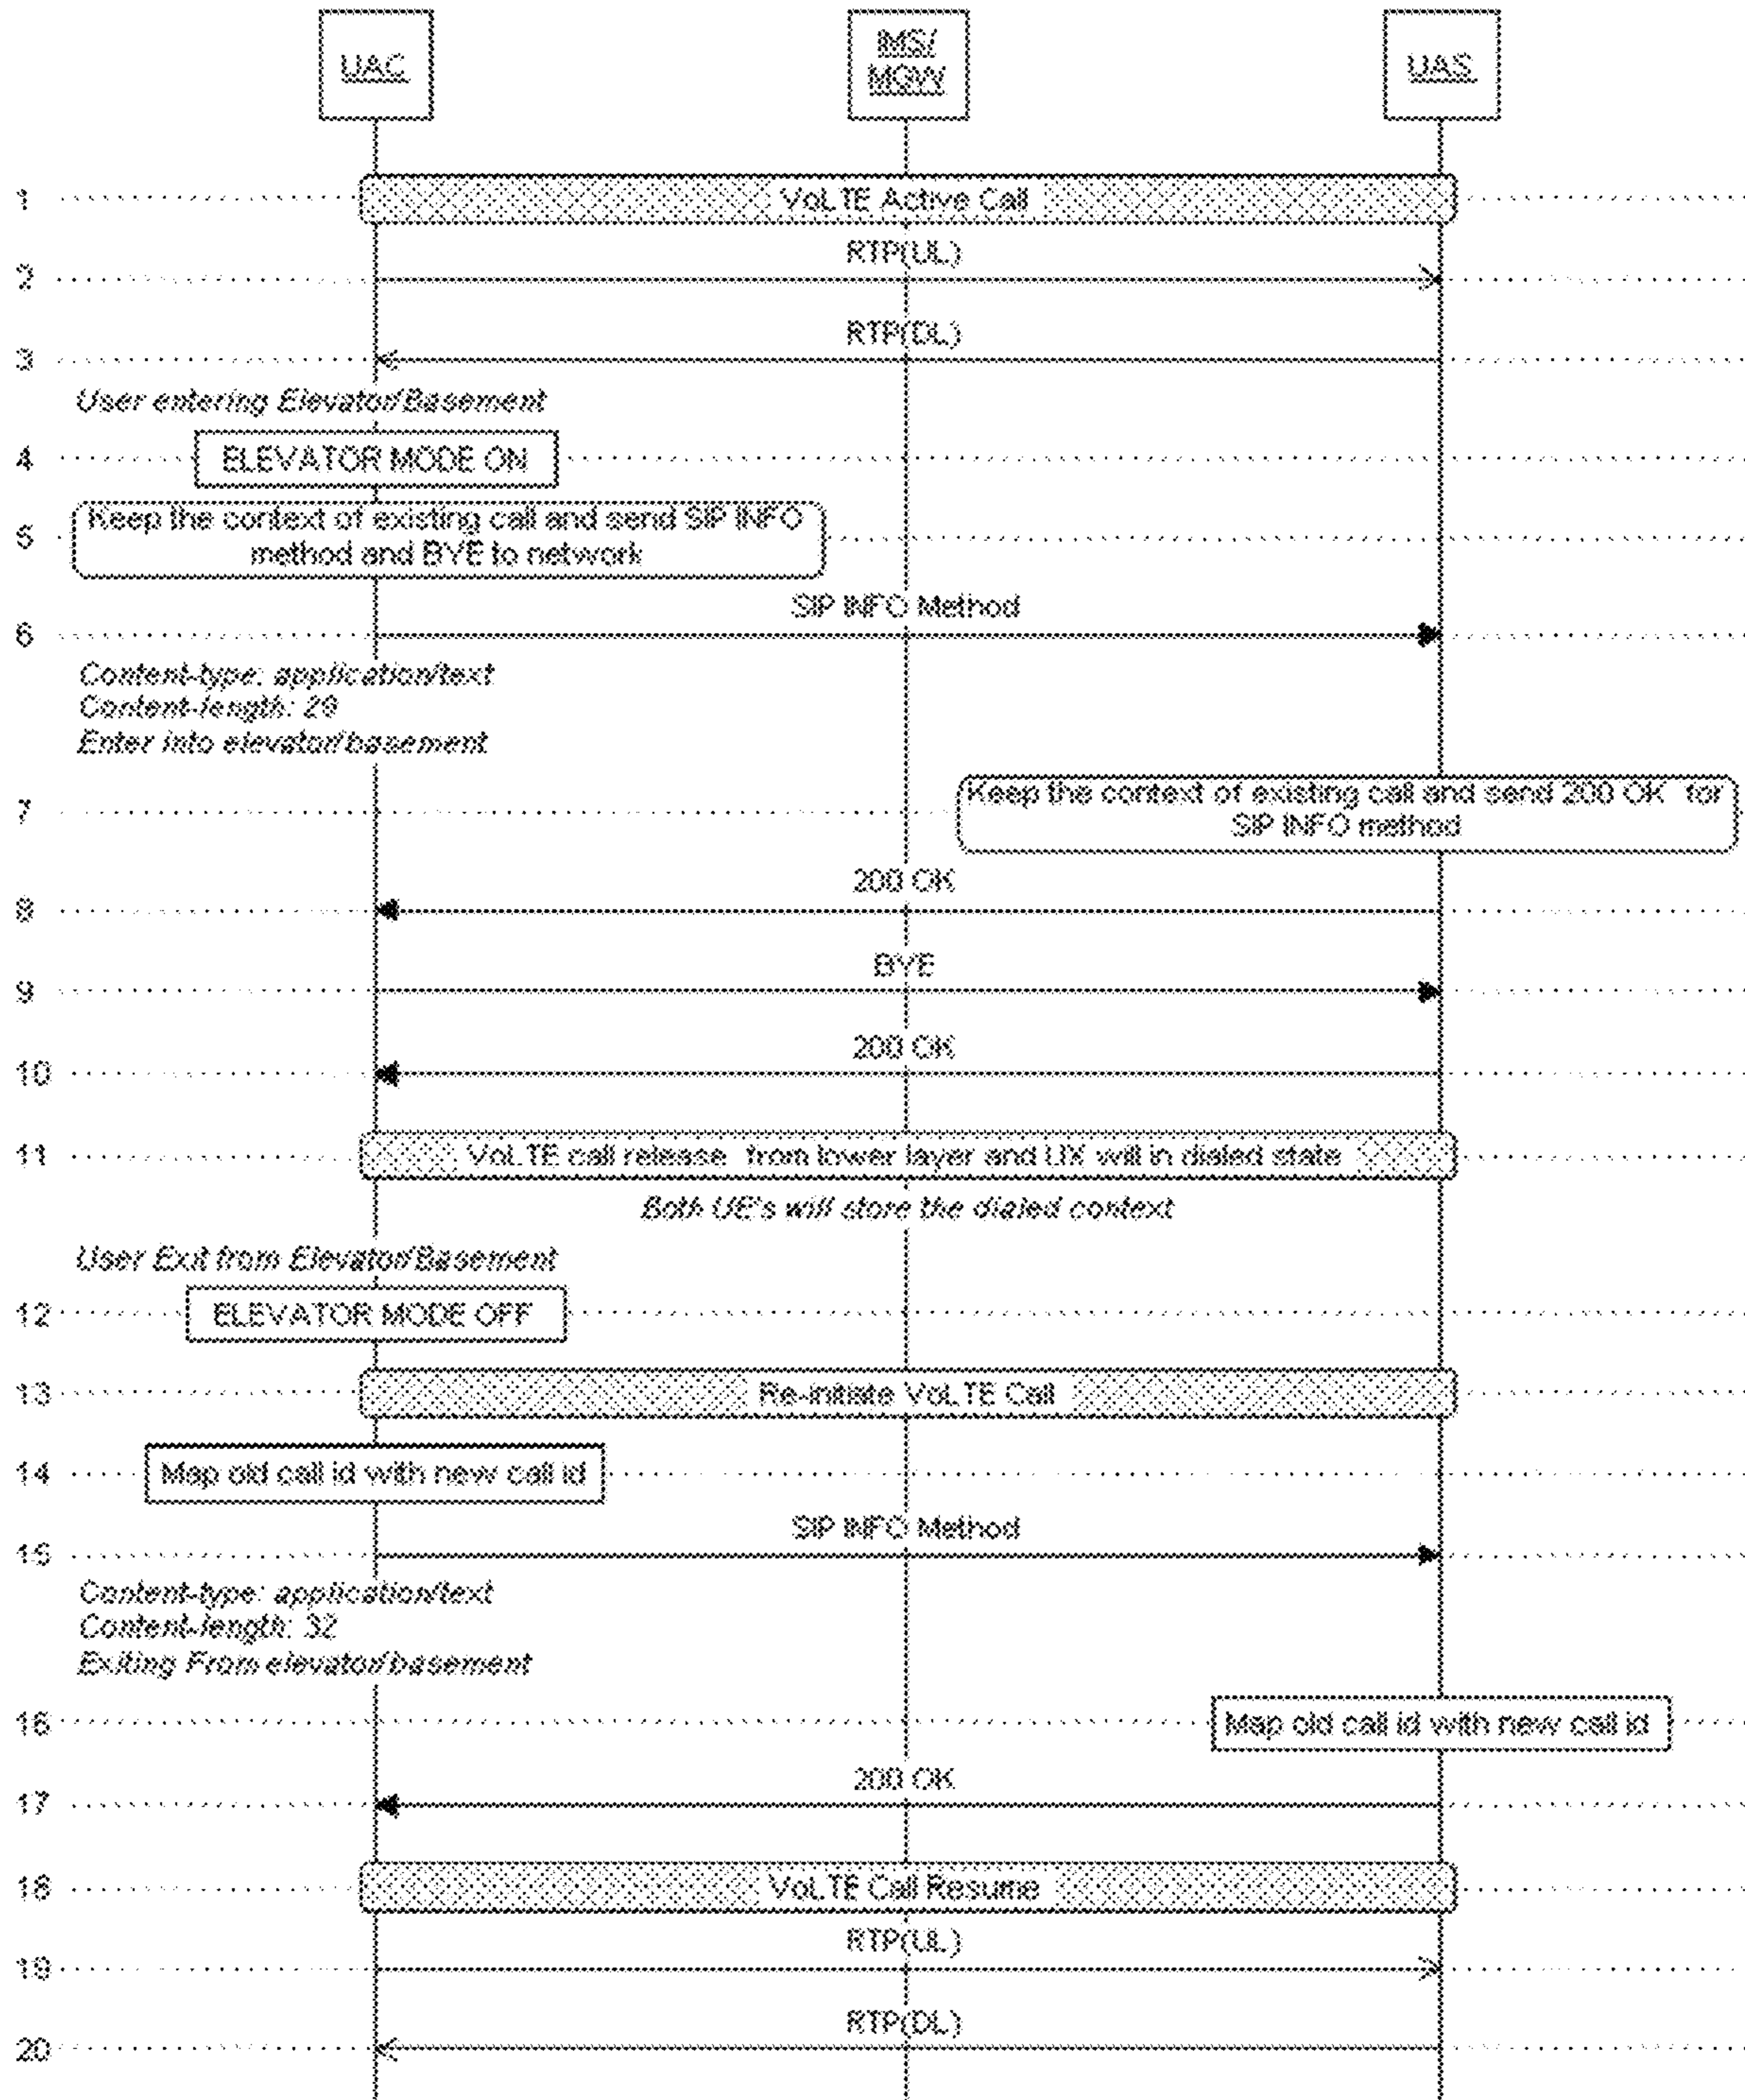 UAC
IMS/
MGW
UAS
1
VoLTE Active Call
RTP(UL)
2
RTP(DL)
3
User entering Elevator/Basement
4
ELEVATOR MODE ON
Keep the context of existing call and send SIP INFO
5
method and BYE to network
SIP INFO Method
6
Content-type: application/text
Content-length: 29
Enter into elevator/basement
Keep the context of existing call and send 200 OK for
7
SIP INFO method
200 OK
8
BYE
9
200 OK
10
11
VoLTE call release from lower layer and UX will in dialed state
Both UE's will store the dialed context
User Exit from Elevator/Basement
12
ELEVATOR MODE OFF
13
Re-initiate VoLTE Call
14
Map old call id with new call id
SIP INFO Method
15
Content-type: application/text
Content-length: 32
Exiting From elevator/basement
16
Map old call id with new call id
200 OK
17
18
VoLTE Call Resume
RTP(UL)
19
RTP(DL)
20